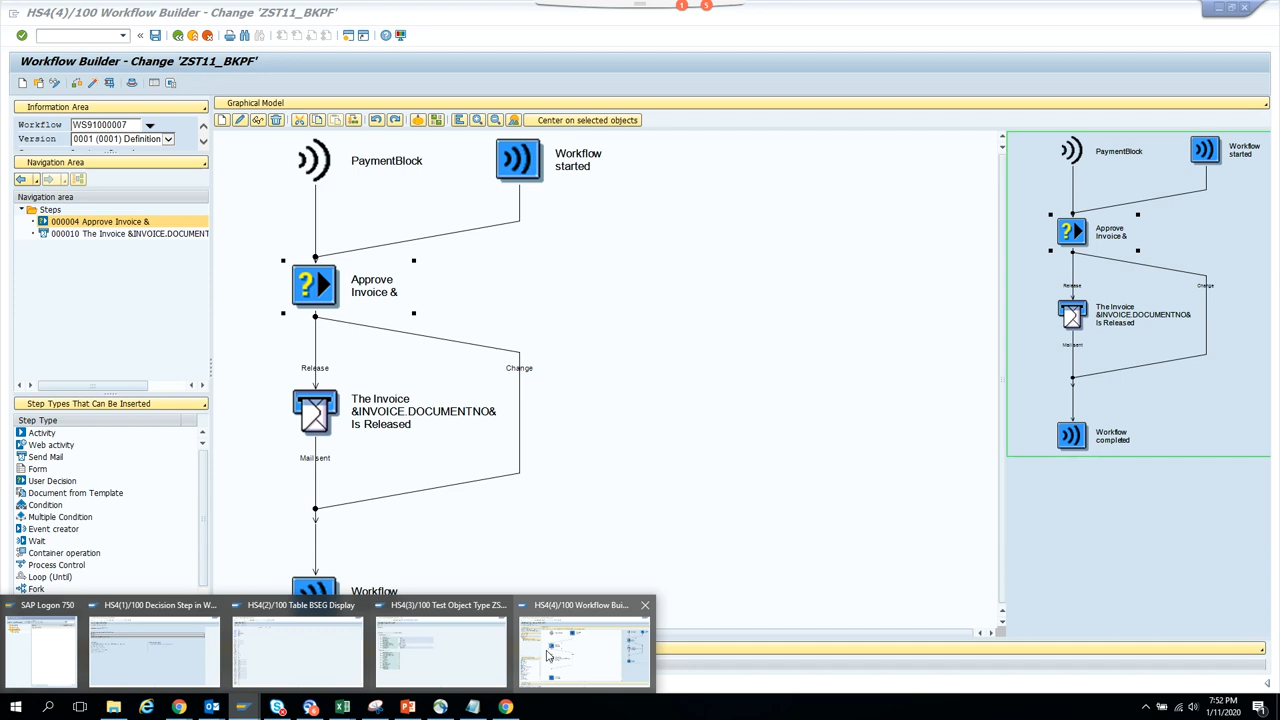 HS4(4)/100 Workflow Builder - Change 'ZST11_BKPF'
1
5
Workflow Builder - Change 'ZST11_BKPF'
Information Area
Workflow
WS91000007
Version
0001 (0001) Definition
Navigation Area
Navigation area
Steps
000004 Approve Invoice &
000010 The Invoice &INVOICE.DOCUMENT
Step Types That Can Be Inserted
Step Type
Activity
Web activity
Send Mail
Form
User Decision
Document from Template
Condition
Multiple Condition
Event creator
Wait
Container operation
Process Control
Loop (Until)
Fork
Graphical Model
Center on selected objects
PaymentBlock
Workflow
started
Approve
Invoice &
Release
Change
The Invoice
&INVOICE.DOCUMENTNO&
Is Released
Mail sent
Workflow
PaymentBlock
Workflow
started
Approve
Invoice &
Release
Change
The Invoice
&INVOICE.DOCUMENTNO&
Is Released
Mail sent
Workflow
completed
SAP Logon 750
HS4(1)/100 Decision Step in W...
HS4(2)/100 Table BSEG Display
HS4(3)/100 Test Object Type ZS...
HS4(4)/100 Workflow Bui...
7:52 PM
1/11/2020